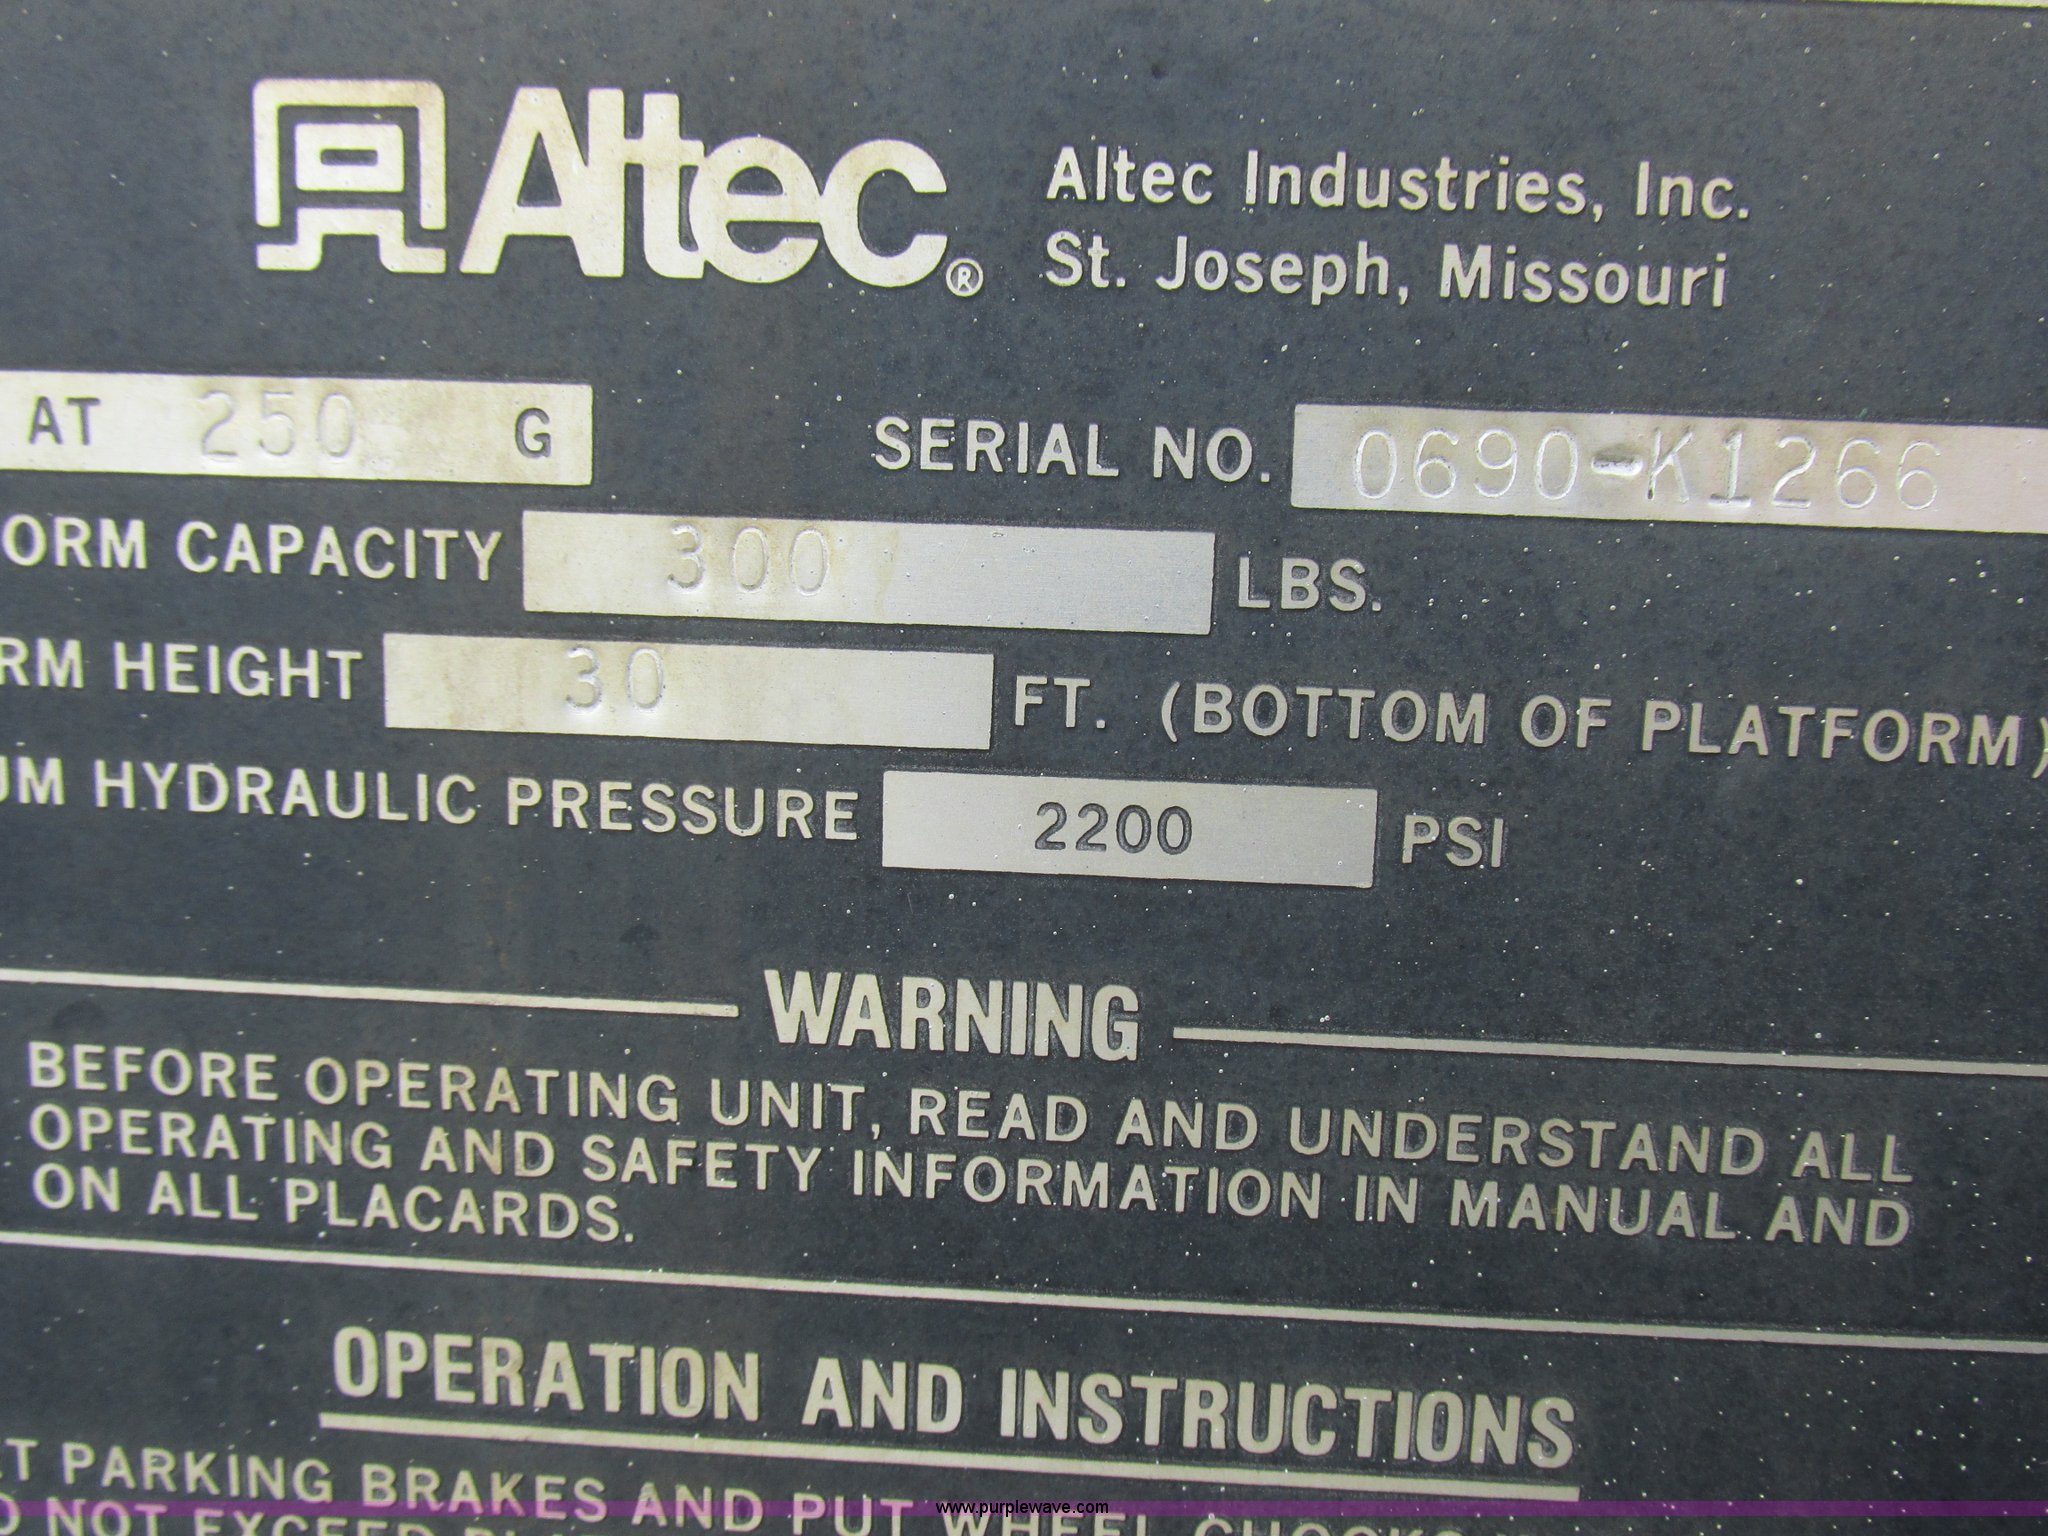 Altec®
Altec Industries, Inc.
St. Joseph, Missouri
AT 250 G
SERIAL NO. 0690-K1266
ORM CAPACITY 300 LBS.
RM HEIGHT 30 FT. (BOTTOM OF PLATFORM)
UM HYDRAULIC PRESSURE 2200 PSI
WARNING
BEFORE OPERATING UNIT, READ AND UNDERSTAND ALL
OPERATING AND SAFETY INFORMATION IN MANUAL AND
ON ALL PLACARDS.
OPERATION AND INSTRUCTIONS
T PARKING BRAKES AND PUT WHEEL CHOCKS
NOT EXCEED
www.purplewave.com